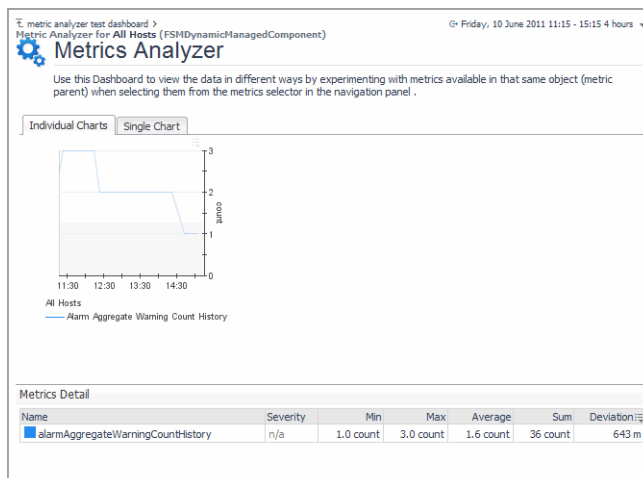 metric analyzer test dashboard >
Friday, 10 June 2011 11:15 - 15:15 4 hours
Metric Analyzer for All Hosts (FSMDynamicManagedComponent)
Metrics Analyzer
Use this Dashboard to view the data in different ways by experimenting with metrics available in that same object (metric
parent) when selecting them from the metrics selector in the navigation panel .
Individual Charts Single Chart
3
2
count
1
0
11:30 12:30 13:30 14:30
All Hosts
Alarm Aggregate Warning Count History
Metrics Detail
Name Severity Min Max Average Sum Deviation
alarmAggregateWarningCountHistory n/a 1.0 count 3.0 count 1.6 count 36 count 643 m